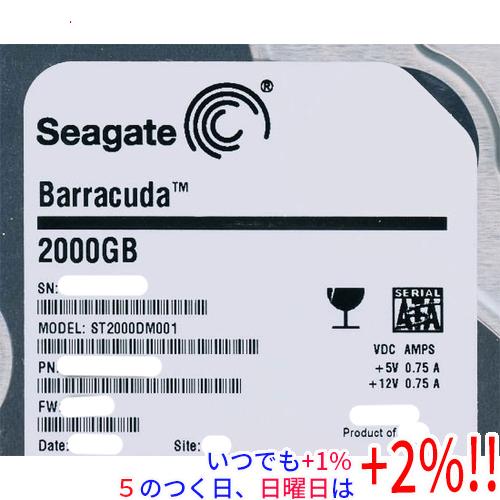 Seagate®
Barracuda™
2000GB
SN:
MODEL: ST2000DM001
PN:
FW:
Date:
Site:
SERIAL
ATA
VDC AMPS
+5V 0.75 A
+12V 0.75 A
Product of
いつでも+1%
５のつく日、日曜日は
+2%!!